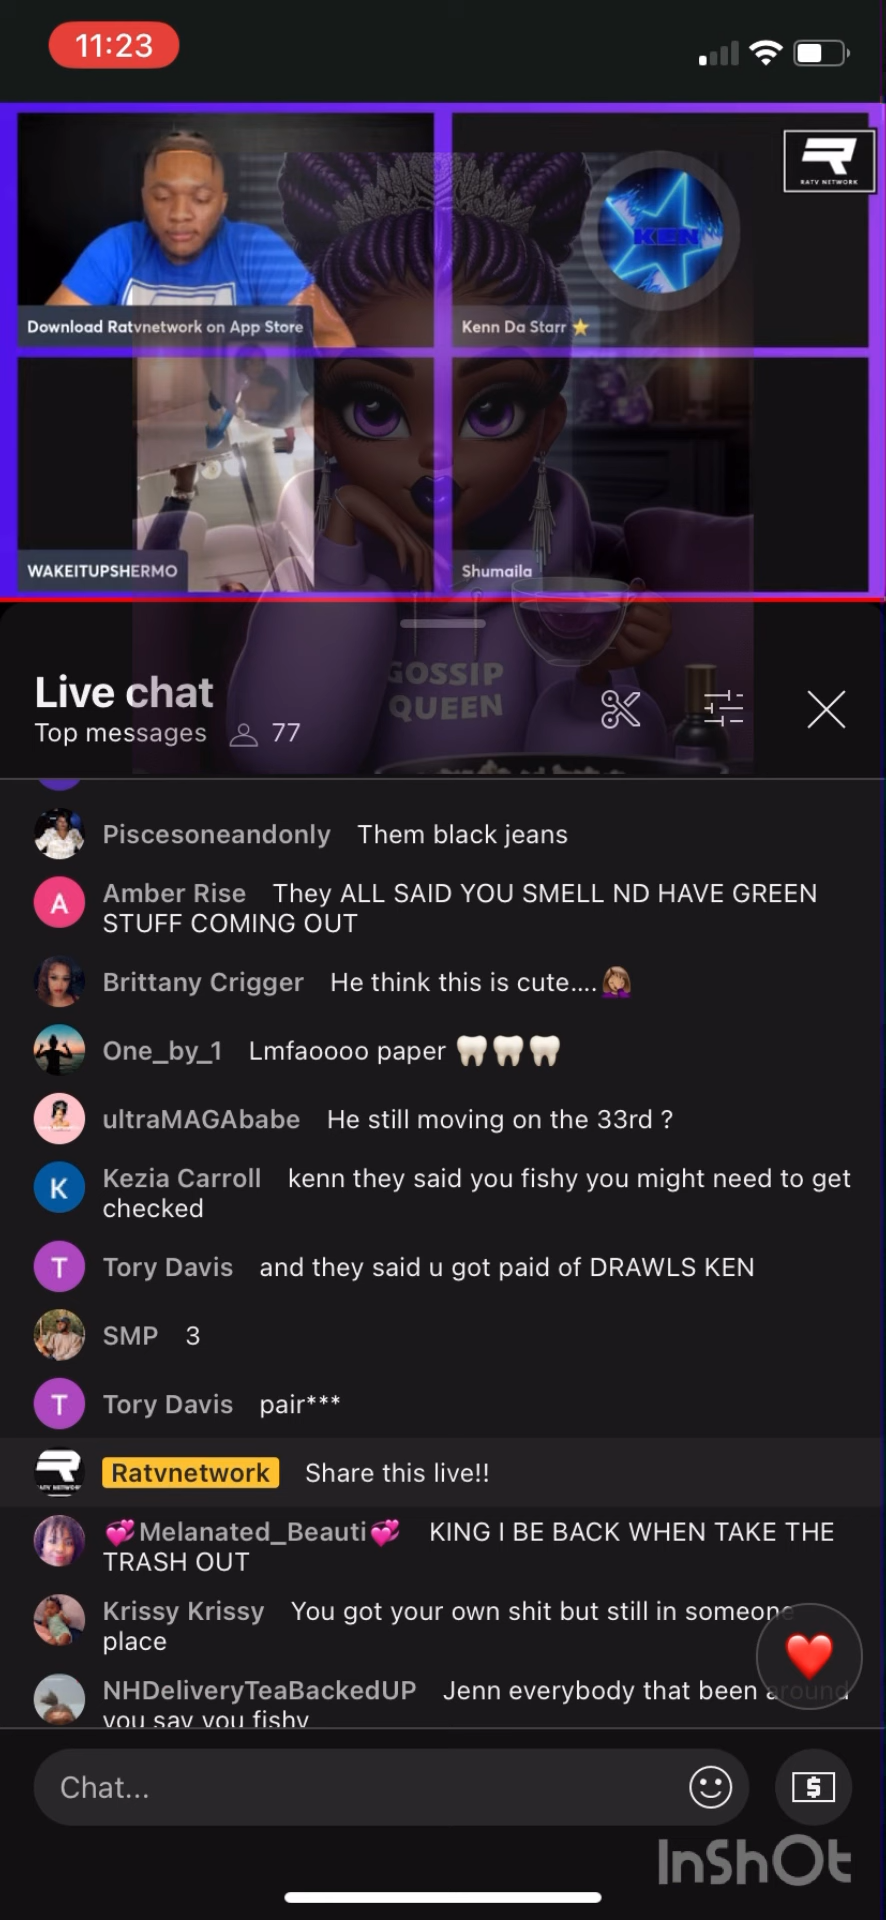 11:23
RATV NETWORK
KEN
Download Ratvnetwork on App Store
Kenn Da Starr ⭐
WAKEITUPSHERMO
Shumaila
GOSSIP
QUEEN
Live chat
Top messages 77
Piscesoneandonly Them black jeans
A Amber Rise They ALL SAID YOU SMELL ND HAVE GREEN
STUFF COMING OUT
Brittany Crigger He think this is cute....🤦🏽‍♀️
One_by_1 Lmfaoooo paper 🦷🦷🦷
ultraMAGAbabe He still moving on the 33rd ?
K Kezia Carroll kenn they said you fishy you might need to get
checked
T Tory Davis and they said u got paid of DRAWLS KEN
SMP 3
T Tory Davis pair***
Ratvnetwork Share this live!!
💞Melanated_Beauti💞 KING I BE BACK WHEN TAKE THE
TRASH OUT
Krissy Krissy You got your own shit but still in someone
place
NHDeliveryTeaBackedUP Jenn everybody that been around
you say you fishy
Chat...
InShOt